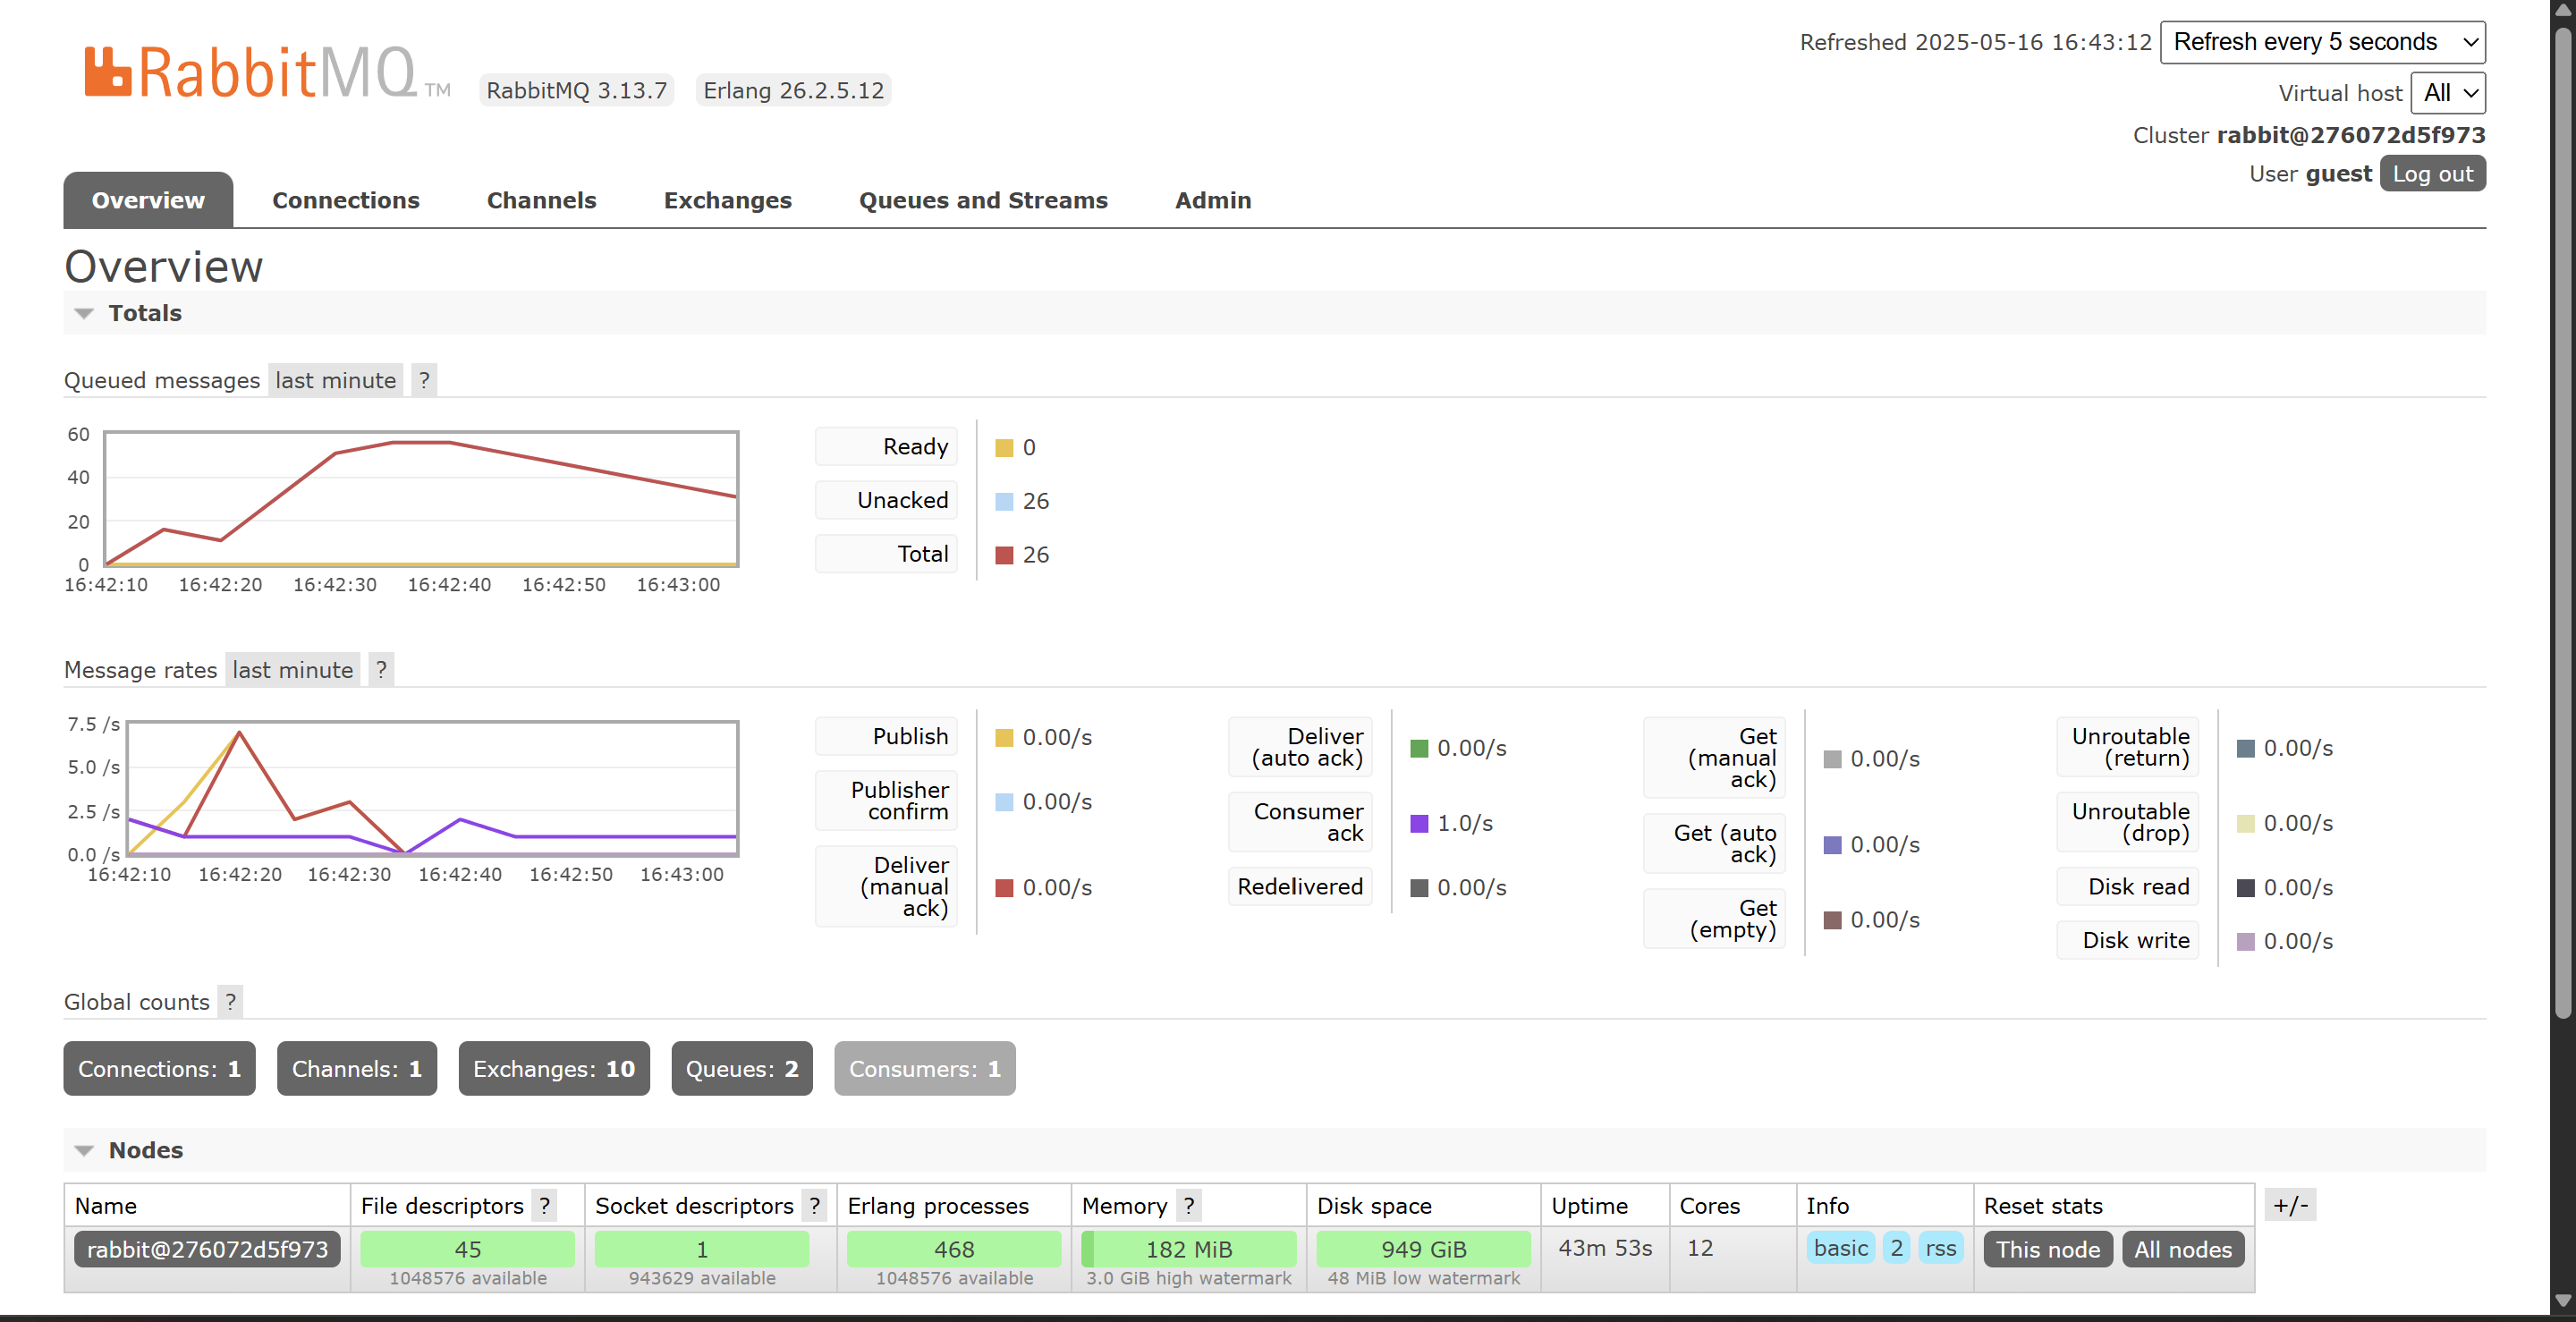 RabbitMQ TM RabbitMQ 3.13.7 Erlang 26.2.5.12
Refreshed 2025-05-16 16:43:12 Refresh every 5 seconds
Virtual host All
Cluster rabbit@276072d5f973
User guest Log out
Overview Connections Channels Exchanges Queues and Streams Admin
Overview
Totals
Queued messages last minute ?
60
40
20
0
16:42:10 16:42:20 16:42:30 16:42:40 16:42:50 16:43:00
Ready 0
Unacked 26
Total 26
Message rates last minute ?
7.5 /s
5.0 /s
2.5 /s
0.0 /s
16:42:10 16:42:20 16:42:30 16:42:40 16:42:50 16:43:00
Publish 0.00/s
Publisher
confirm 0.00/s
Deliver
(manual 0.00/s
ack)
Deliver
(auto ack) 0.00/s
Consumer
ack 1.0/s
Redelivered 0.00/s
Get
(manual 0.00/s
ack)
Get (auto
ack) 0.00/s
Get
(empty) 0.00/s
Unroutable
(return) 0.00/s
Unroutable
(drop) 0.00/s
Disk read 0.00/s
Disk write 0.00/s
Global counts ?
Connections: 1 Channels: 1 Exchanges: 10 Queues: 2 Consumers: 1
Nodes
Name File descriptors ? Socket descriptors ? Erlang processes Memory ? Disk space Uptime Cores Info Reset stats +/-
rabbit@276072d5f973 45 1 468 182 MiB 949 GiB 43m 53s 12 basic 2 rss This node All nodes
1048576 available 943629 available 1048576 available 3.0 GiB high watermark 48 MiB low watermark